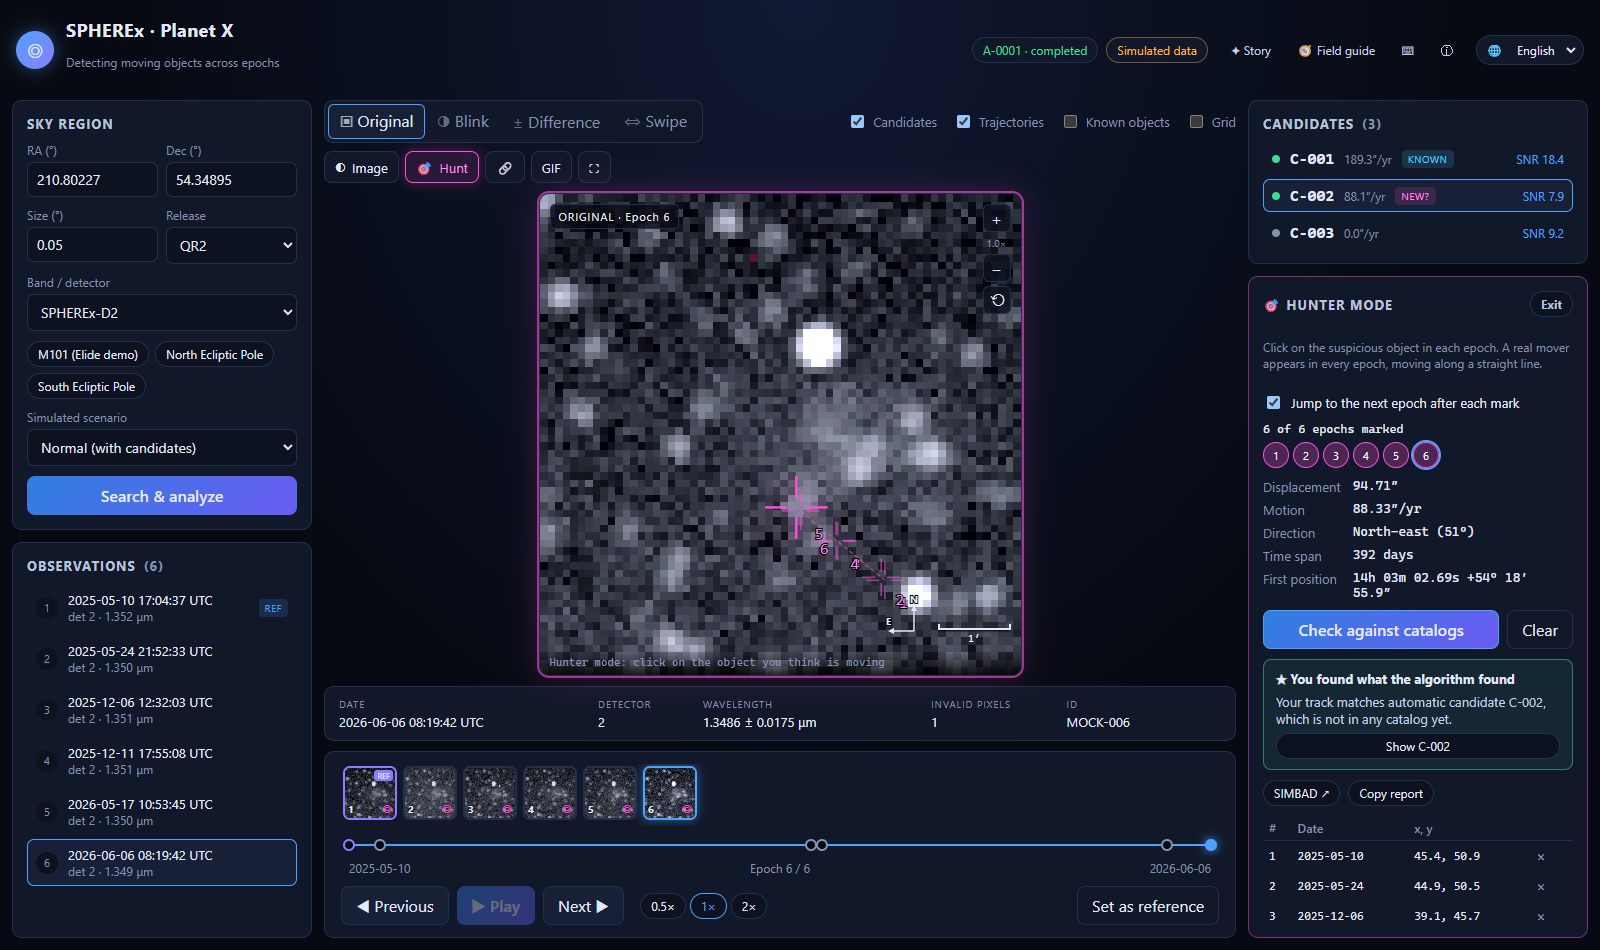 SPHEREx · Planet X
Detecting moving objects across epochs
A-0001 · completed
Simulated data
✦ Story
Field guide
English
SKY REGION
RA (°)
Dec (°)
210.80227
54.34895
Size (°)
Release
0.05
QR2
Band / detector
SPHEREx-D2
M101 (Elide demo)
North Ecliptic Pole
South Ecliptic Pole
Simulated scenario
Normal (with candidates)
Search & analyze
OBSERVATIONS (6)
1
2025-05-10 17:04:37 UTC
det 2 · 1.352 µm
REF
2
2025-05-24 21:52:33 UTC
det 2 · 1.350 µm
3
2025-12-06 12:32:03 UTC
det 2 · 1.351 µm
4
2025-12-11 17:55:08 UTC
det 2 · 1.351 µm
5
2026-05-17 10:53:45 UTC
det 2 · 1.350 µm
6
2026-06-06 08:19:42 UTC
det 2 · 1.349 µm
Original
Blink
± Difference
Swipe
Candidates
Trajectories
Known objects
Grid
Image
Hunt
GIF
ORIGINAL · Epoch 6
+
1.0×
−
5
6
4
2
1
N
E
1′
Hunter mode: click on the object you think is moving
DATE
2026-06-06 08:19:42 UTC
DETECTOR
2
WAVELENGTH
1.3486 ± 0.0175 µm
INVALID PIXELS
1
ID
MOCK-006
REF
1
2
3
4
5
6
2025-05-10
Epoch 6 / 6
2026-06-06
◀ Previous
▶ Play
Next ▶
0.5×
1×
2×
Set as reference
CANDIDATES (3)
C-001 189.3″/yr KNOWN SNR 18.4
C-002 88.1″/yr NEW? SNR 7.9
C-003 0.0″/yr SNR 9.2
HUNTER MODE
Exit
Click on the suspicious object in each epoch. A real mover
appears in every epoch, moving along a straight line.
Jump to the next epoch after each mark
6 of 6 epochs marked
1 2 3 4 5 6
Displacement 94.71″
Motion 88.33″/yr
Direction North-east (51°)
Time span 392 days
First position 14h 03m 02.69s +54° 18′
55.9″
Check against catalogs
Clear
★ You found what the algorithm found
Your track matches automatic candidate C-002,
which is not in any catalog yet.
Show C-002
SIMBAD ↗
Copy report
# Date x, y
1 2025-05-10 45.4, 50.9 ×
2 2025-05-24 44.9, 50.5 ×
3 2025-12-06 39.1, 45.7 ×